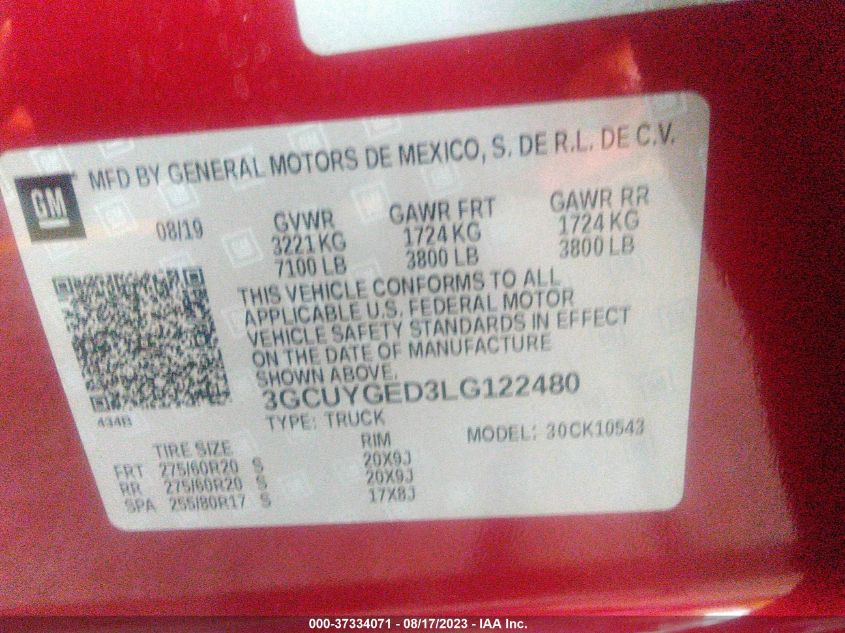 MFD BY GENERAL MOTORS DE MEXICO, S. DE R.L. DE C.V.
GM
08/19
GVWR GAWR FRT GAWR RR
3221 KG 1724 KG 1724 KG
7100 LB 3800 LB 3800 LB
THIS VEHICLE CONFORMS TO ALL
APPLICABLE U.S. FEDERAL MOTOR
VEHICLE SAFETY STANDARDS IN EFFECT
ON THE DATE OF MANUFACTURE
SHOWN ABOVE.
3GCUYGED3LG122480
434B
TYPE: TRUCK
MODEL: 30CK10543
TIRE SIZE RIM
FRT 275/60R20 S 20X9J
RR 275/60R20 S 20X9J
SPA 255/80R17 S 17X8J
000-37334071 - 08/17/2023 - IAA Inc.